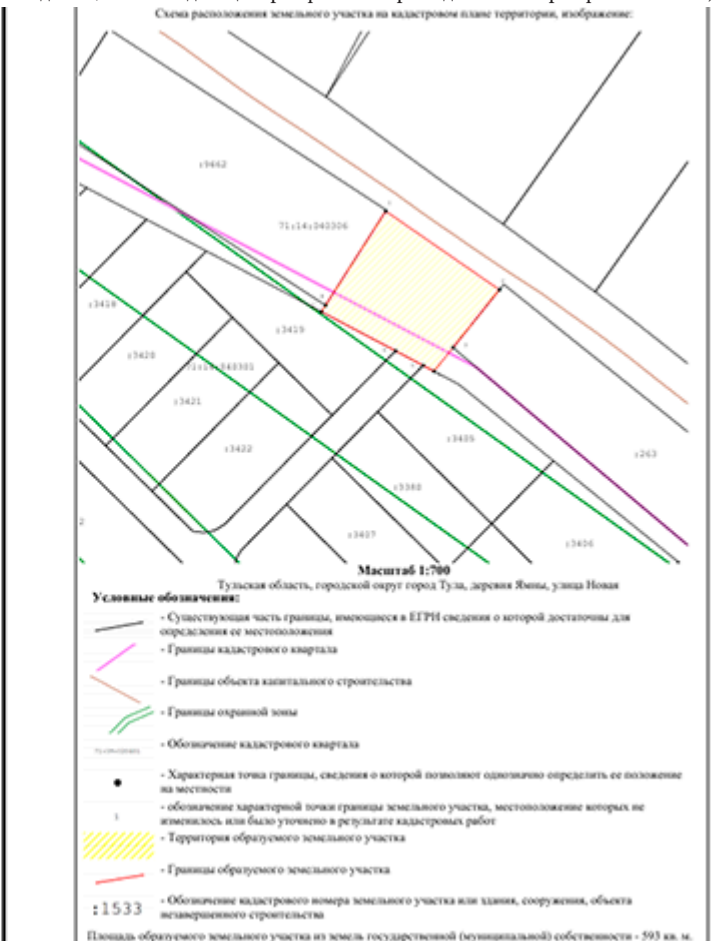 Схема расположения земельного участка на кадастровом плане территории, изображение:
:9662
71:14:040306
:3418
:3419
:3420
71:14:040301
:3421
:3422
:3405
:263
:3380
:3407
:3406
Масштаб 1:700
Тульская область, городской округ город Тула, деревня Ямны, улица Новая
Условные обозначения:
- Существующая часть границы, имеющиеся в ЕГРН сведения о которой достаточны для
определения ее местоположения
- Границы кадастрового квартала
- Границы объекта капитального строительства
- Границы охранной зоны
- Обозначение кадастрового квартала
- Характерная точка границы, сведения о которой позволяют однозначно определить ее положение
на местности
1
- обозначение характерной точки границы земельного участка, местоположение которых не
изменилось или было уточнено в результате кадастровых работ
- Территория образуемого земельного участка
- Границы образуемого земельного участка
:1533
- Обозначение кадастрового номера земельного участка или здания, сооружения, объекта
незавершенного строительства
Площадь образуемого земельного участка из земель государственной (муниципальной) собственности - 593 кв. м.